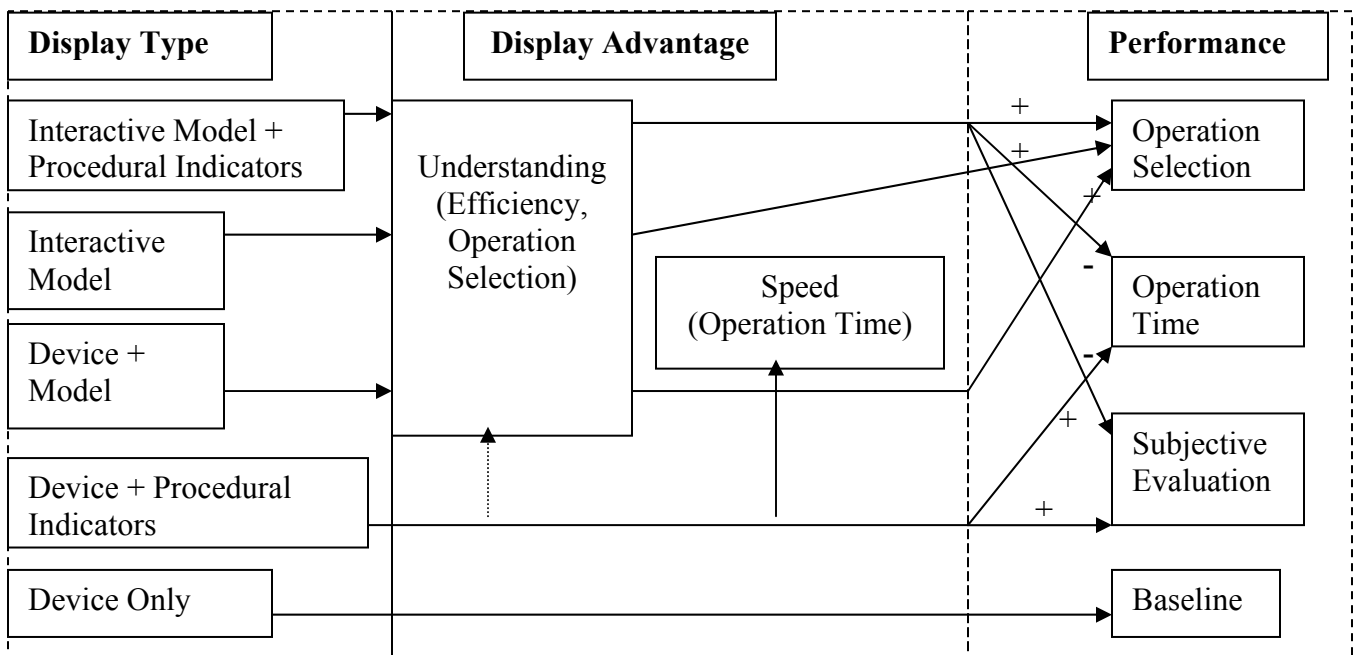 Display Type
Display Advantage
Performance
Interactive Model +
Procedural Indicators
Interactive
Model
Device +
Model
Device + Procedural
Indicators
Device Only
Understanding
(Efficiency,
Operation
Selection)
Speed
(Operation Time)
+
+
+
-
-
+
+
Operation
Selection
Operation
Time
Subjective
Evaluation
Baseline